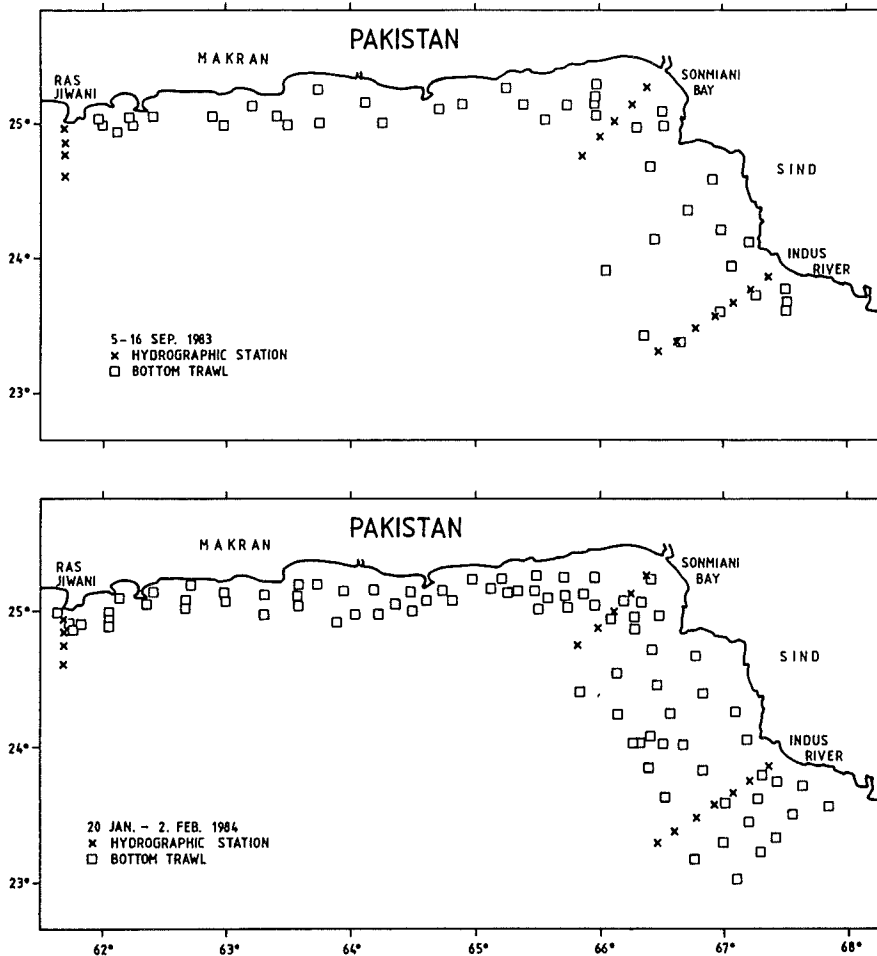 PAKISTAN
MAKRAN
RAS
JIWANI
SONMIANI
BAY
25°
SIND
24°
INDUS
RIVER
5-16 SEP. 1983
× HYDROGRAPHIC STATION
□ BOTTOM TRAWL
23°
PAKISTAN
MAKRAN
RAS
JIWANI
SONMIANI
BAY
25°
SIND
24°
INDUS
RIVER
20 JAN. - 2. FEB. 1984
× HYDROGRAPHIC STATION
□ BOTTOM TRAWL
23°
62° 63° 64° 65° 66° 67° 68°